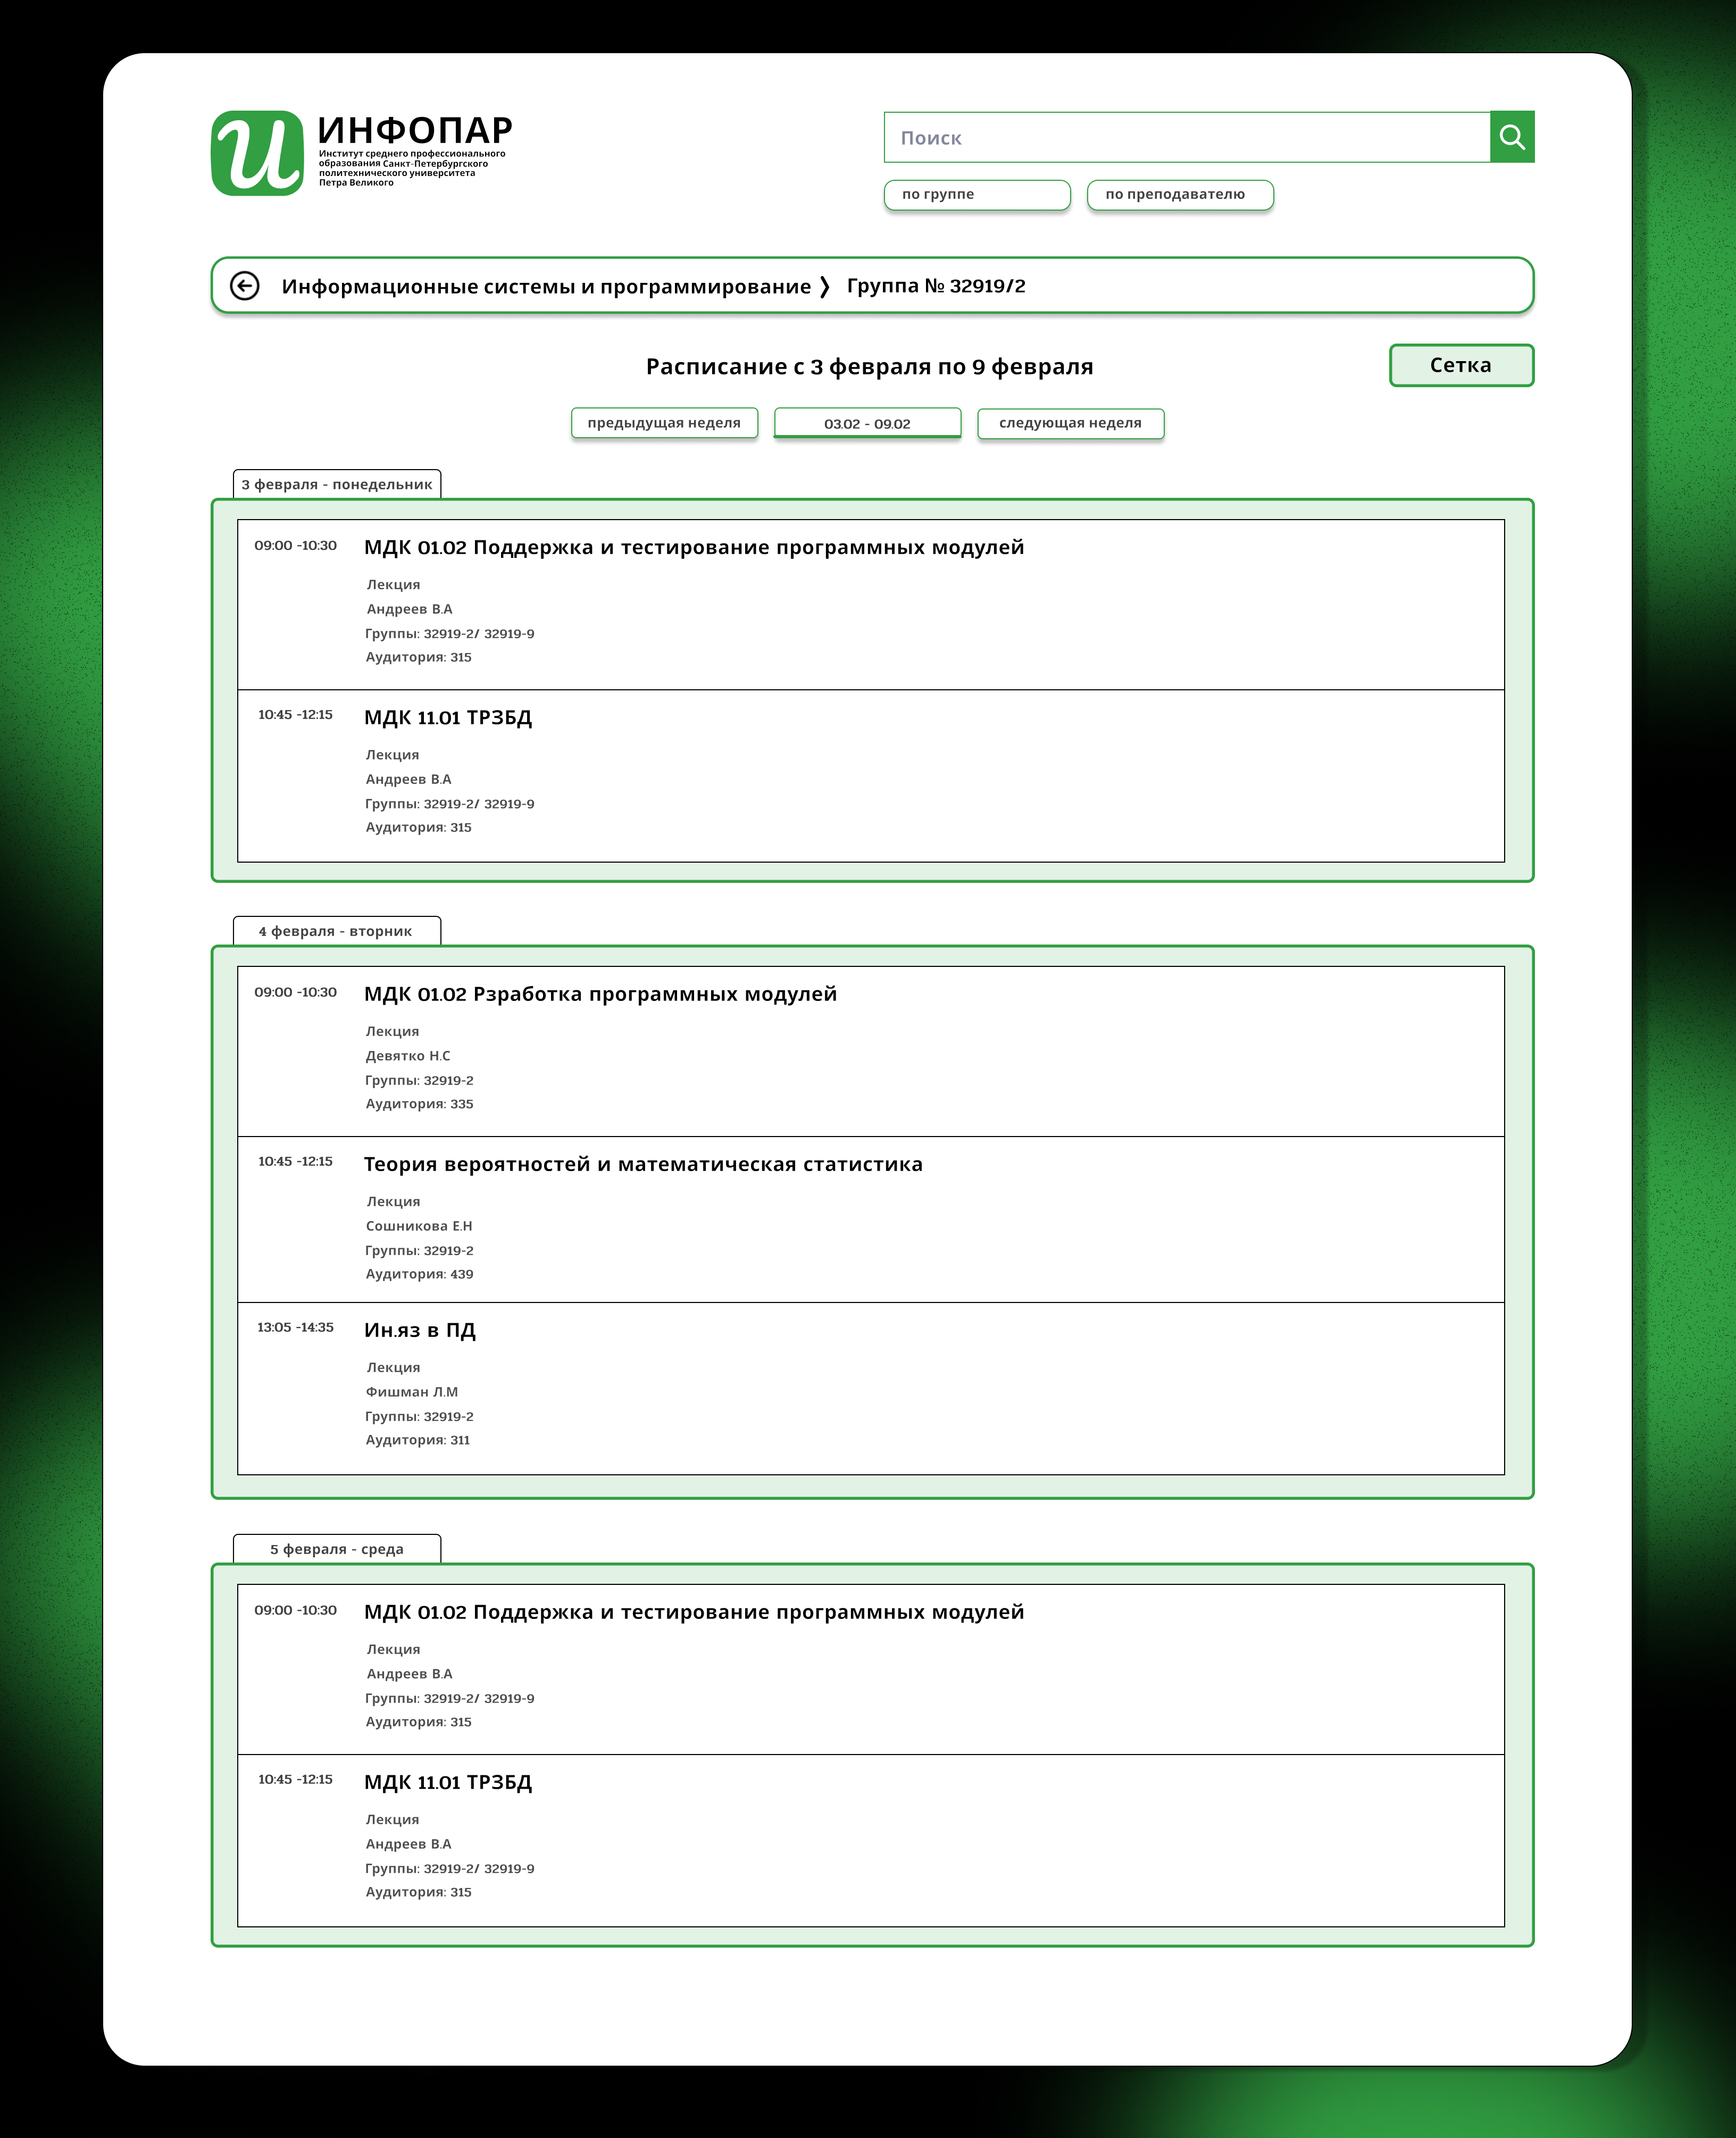 ИНФОПАР
Институт среднего профессионального
образования Санкт-Петербургского
политехнического университета
Петра Великого
Поиск
по группе
по преподавателю
Информационные системы и программирование ❭ Группа № 32919/2
Расписание с 3 февраля по 9 февраля
Сетка
предыдущая неделя
03.02 - 09.02
следующая неделя
3 февраля - понедельник
09:00 -10:30 МДК 01.02 Поддержка и тестирование программных модулей
Лекция
Андреев В.А
Группы: 32919-2/ 32919-9
Аудитория: 315
10:45 -12:15 МДК 11.01 ТРЗБД
Лекция
Андреев В.А
Группы: 32919-2/ 32919-9
Аудитория: 315
4 февраля - вторник
09:00 -10:30 МДК 01.02 Рзработка программных модулей
Лекция
Девятко Н.С
Группы: 32919-2
Аудитория: 335
10:45 -12:15 Теория вероятностей и математическая статистика
Лекция
Сошникова Е.Н
Группы: 32919-2
Аудитория: 439
13:05 -14:35 Ин.яз в ПД
Лекция
Фишман Л.М
Группы: 32919-2
Аудитория: 311
5 февраля - среда
09:00 -10:30 МДК 01.02 Поддержка и тестирование программных модулей
Лекция
Андреев В.А
Группы: 32919-2/ 32919-9
Аудитория: 315
10:45 -12:15 МДК 11.01 ТРЗБД
Лекция
Андреев В.А
Группы: 32919-2/ 32919-9
Аудитория: 315